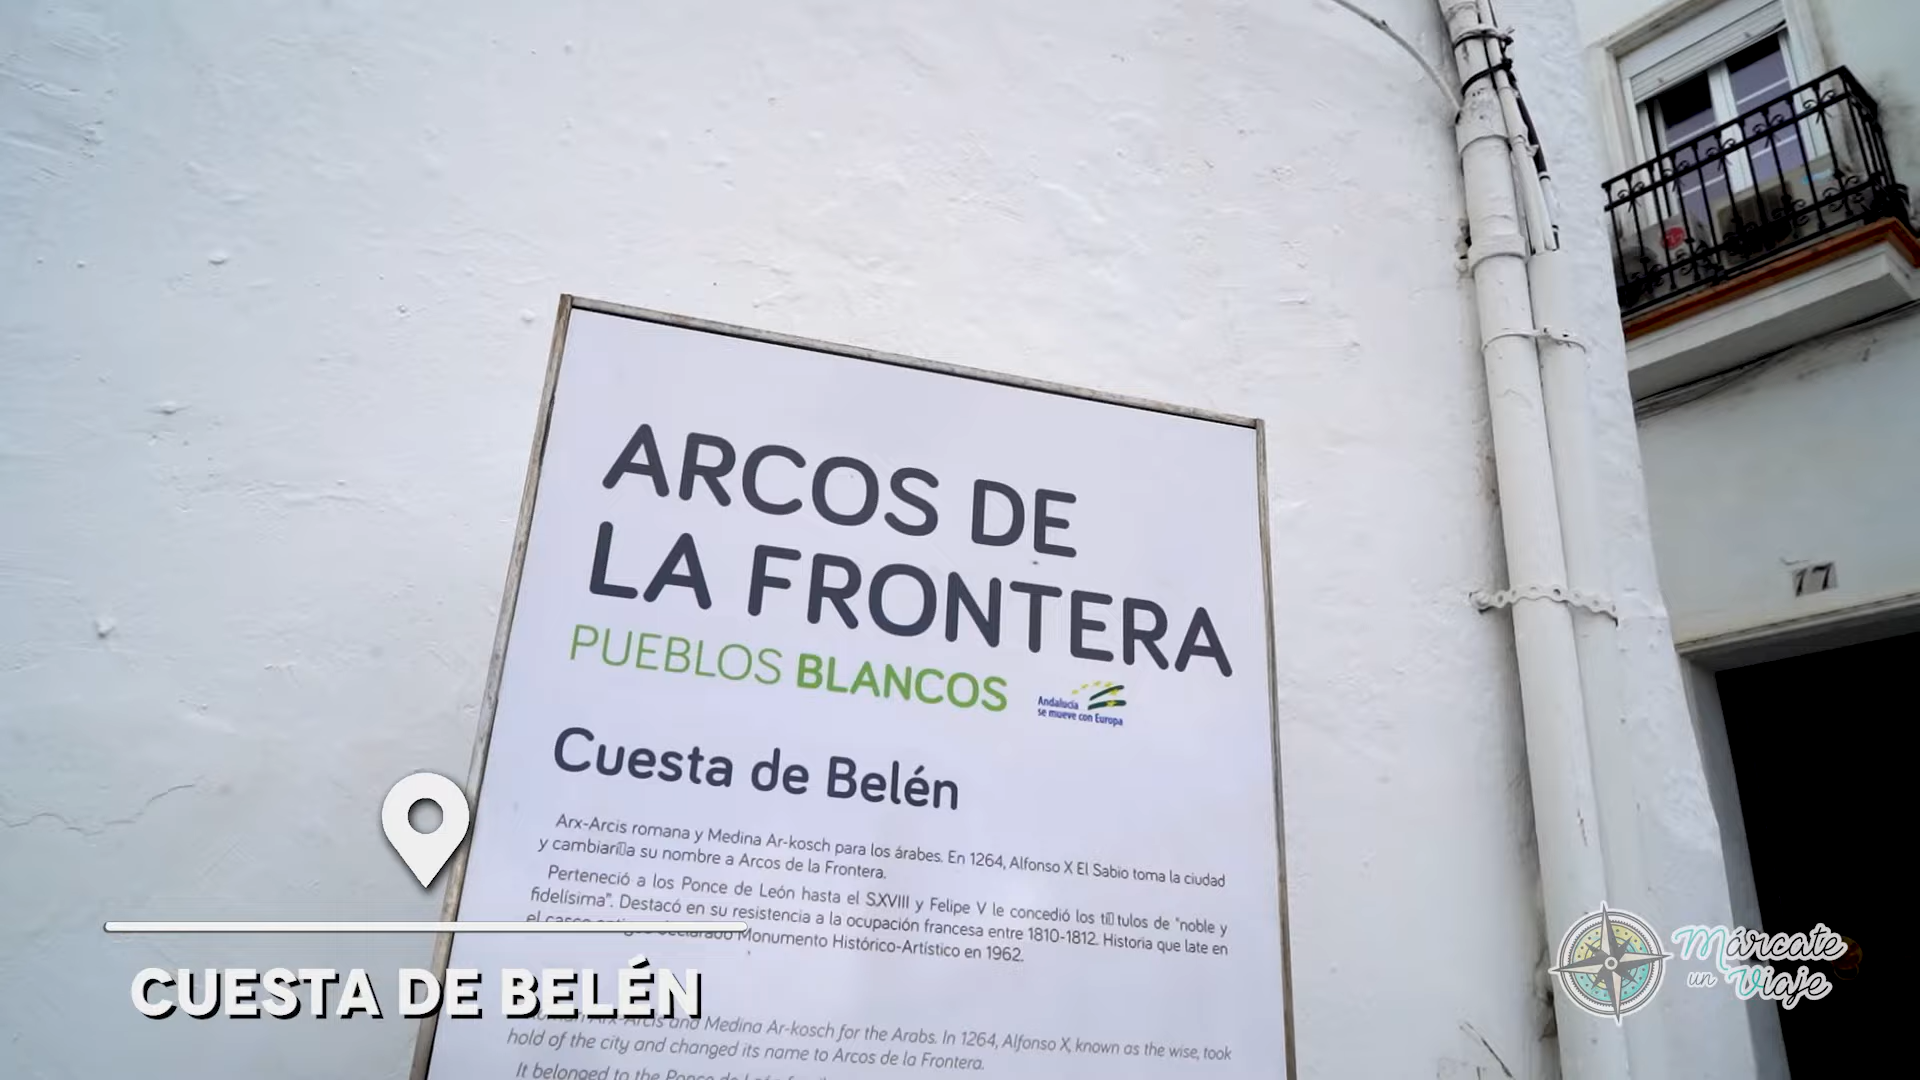 17
ARCOS DE
LA FRONTERA
PUEBLOS BLANCOS
Andalucía
se mueve con Europa
Cuesta de Belén
Arx-Arcis romana y Medina Ar-kosch para los árabes. En 1264, Alfonso X El Sabio toma la ciudad
y cambiarí􀀀a su nombre a Arcos de la Frontera.
Perteneció a los Ponce de León hasta el S.XVIII y Felipe V le concedió los tí􀀀tulos de "noble y
fidelísima". Destacó en su resistencia a la ocupación francesa entre 1810-1812. Historia que late en
el casco declarado Monumento Histórico-Artístico en 1962.
Arx-Arcis and Medina Ar-kosch for the Arabs. In 1264, Alfonso X, known as the wise, took
hold of the city and changed its name to Arcos de la Frontera.
It belonged to the Ponce de León
CUESTA DE BELÉN
Márcate
un Viaje